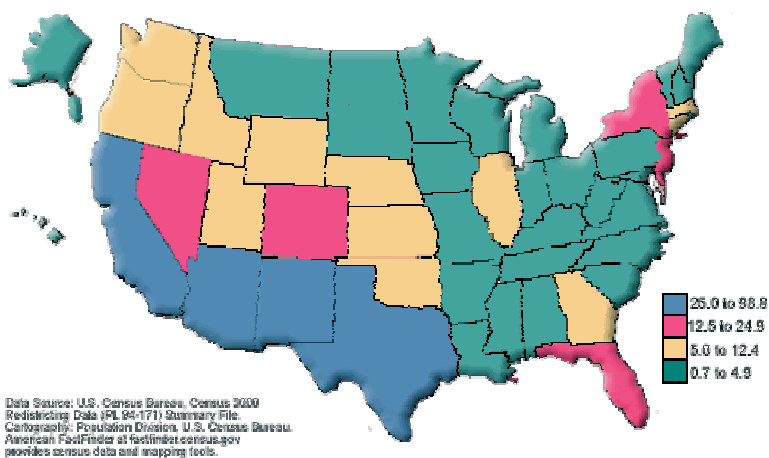 25.0 to 98.8
12.5 to 24.9
5.0 to 12.4
0.7 to 4.9
Data Source: U.S. Census Bureau, Census 2000
Redistricting Data (PL 94-171) Summary File.
Cartography: Population Division, U.S. Census Bureau.
American FactFinder at factfinder.census.gov
provides census data and mapping tools.